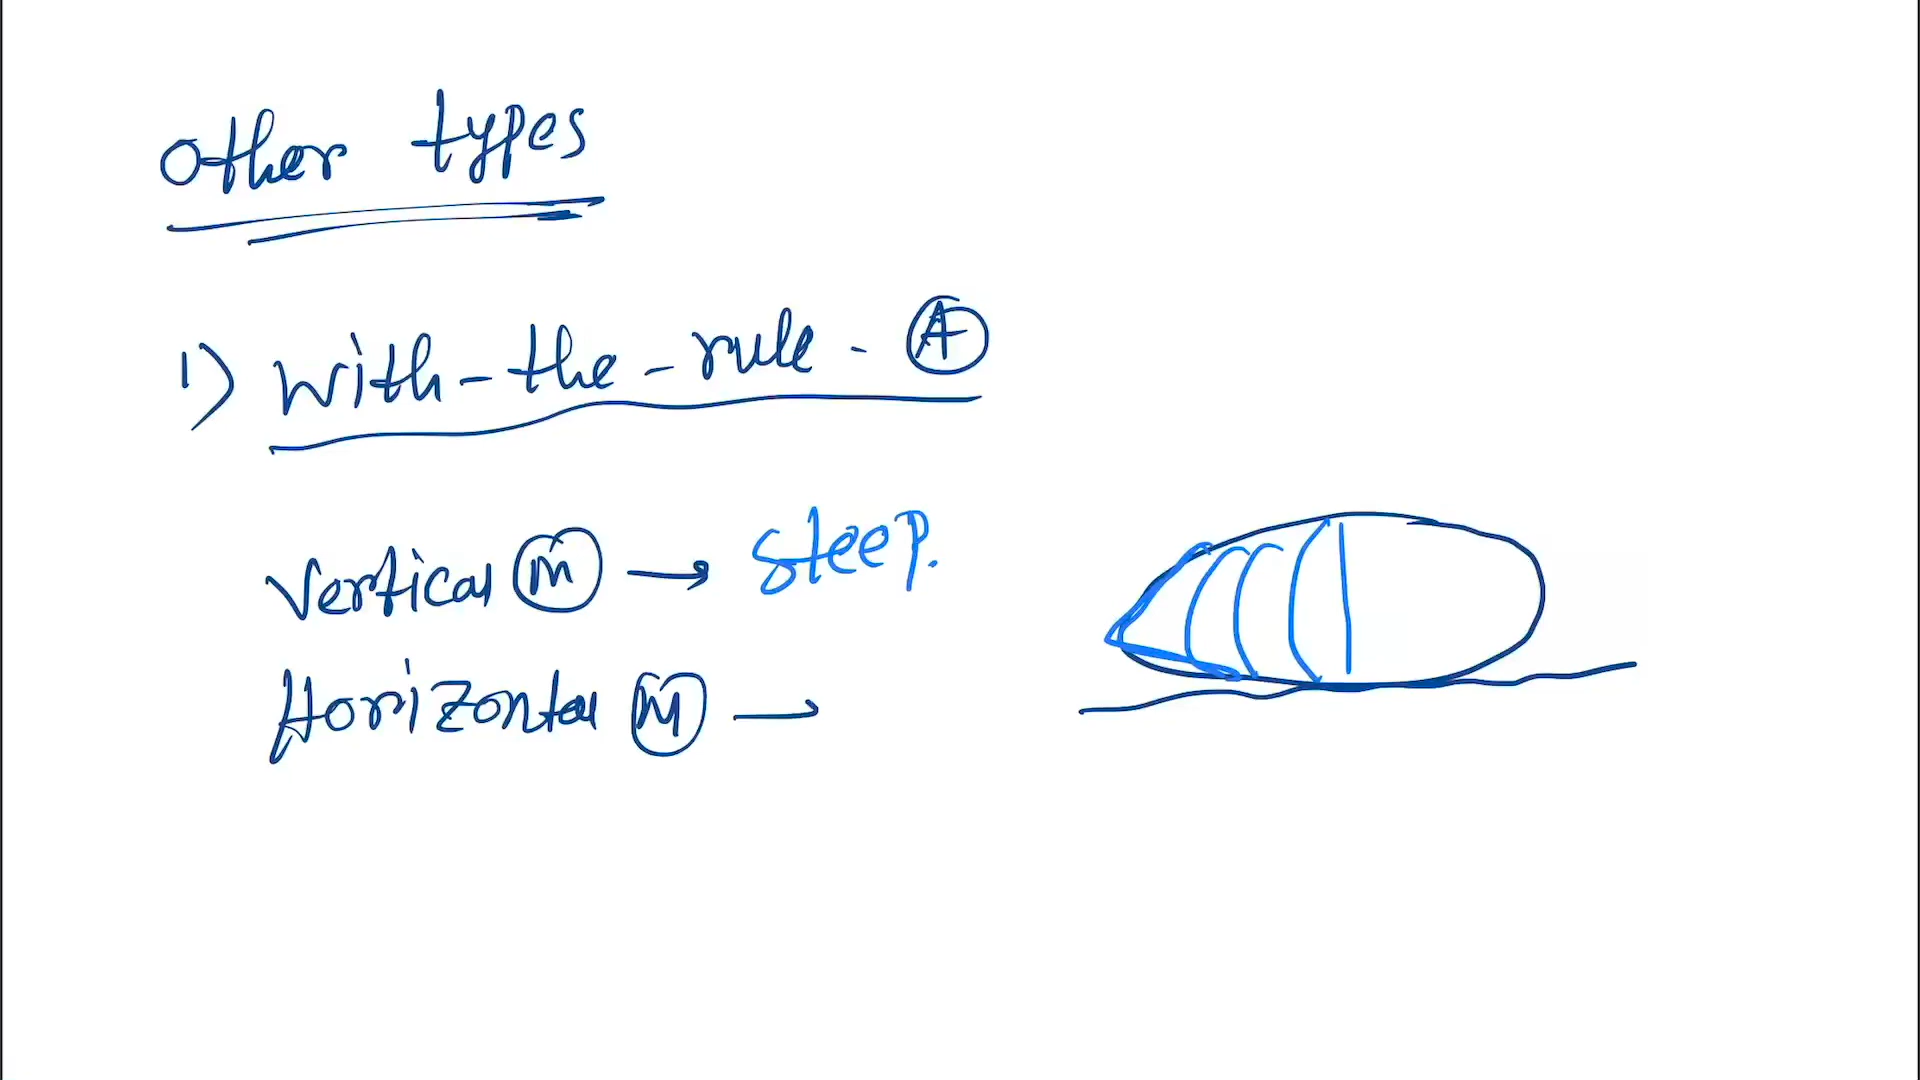 Other types
1) With-the-rule - A
Vertical m → steep.
Horizontal M →